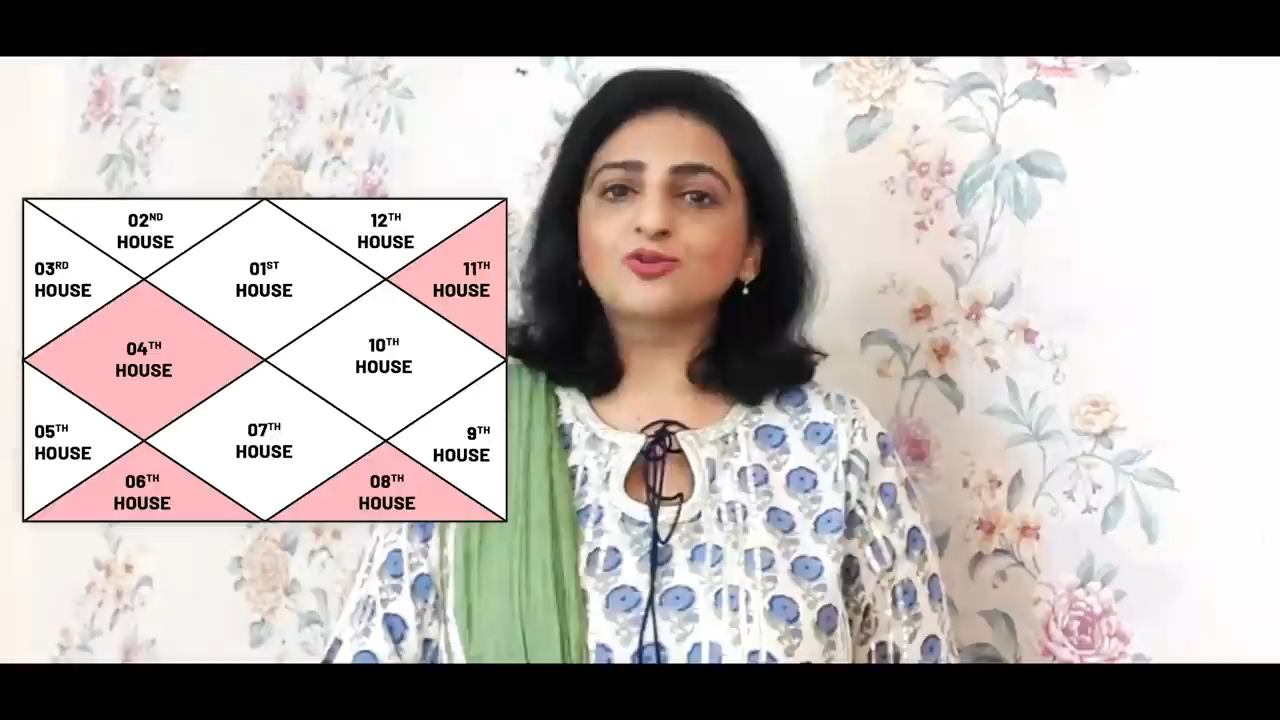 02ND
HOUSE
12TH
HOUSE
03RD
HOUSE
01ST
HOUSE
11TH
HOUSE
04TH
HOUSE
10TH
HOUSE
05TH
HOUSE
07TH
HOUSE
9TH
HOUSE
06TH
HOUSE
08TH
HOUSE